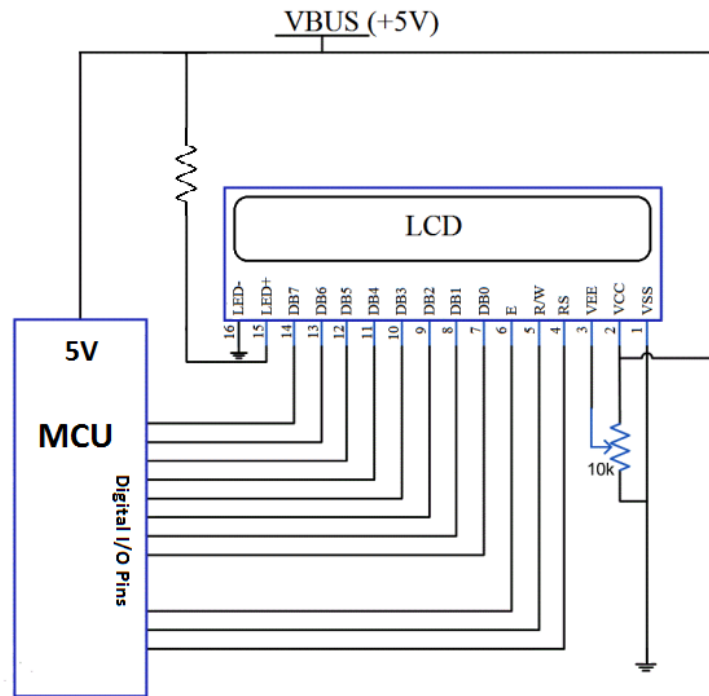 VBUS (+5V)
LCD
LED-
LED+
DB7
DB6
DB5
DB4
DB3
DB2
DB1
DB0
E
R/W
RS
VEE
VCC
VSS
16
15
14
13
12
11
10
9
8
7
6
5
4
3
2
1
5V
MCU
Digital I/O Pins
10k